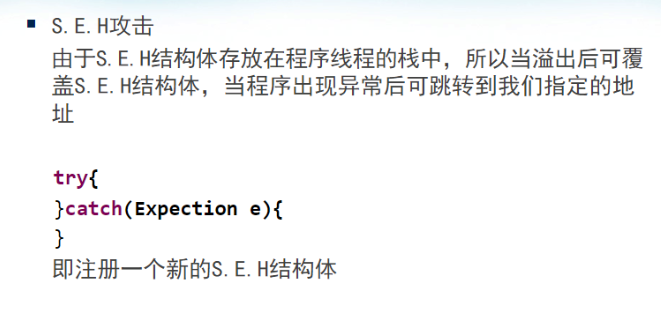 S.E.H攻击
由于S.E.H结构体存放在程序线程的栈中，所以当溢出后可覆
盖S.E.H结构体，当程序出现异常后可跳转到我们指定的地
址
try{
}catch(Expection e){
}
即注册一个新的S.E.H结构体